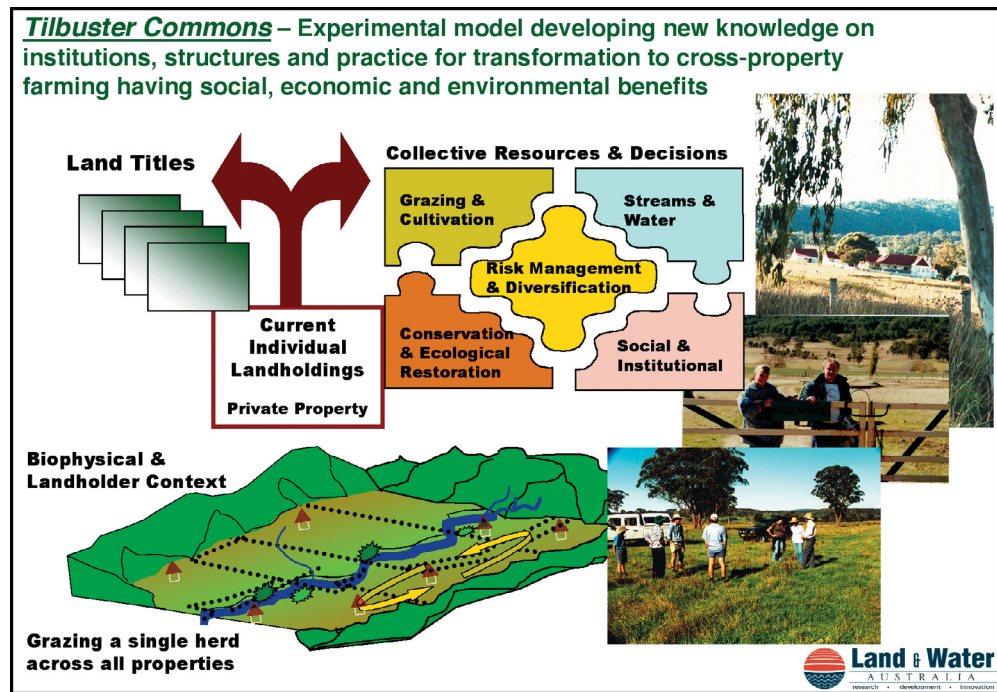 Tilbuster Commons – Experimental model developing new knowledge on
institutions, structures and practice for transformation to cross-property
farming having social, economic and environmental benefits
Land Titles
Current
Individual
Landholdings
Private Property
Collective Resources & Decisions
Grazing &
Cultivation
Streams &
Water
Risk Management
& Diversification
Conservation
& Ecological
Restoration
Social &
Institutional
HILLWOOD
Biophysical &
Landholder Context
Grazing a single herd
across all properties
Land & Water
AUSTRALIA
research • development • innovation